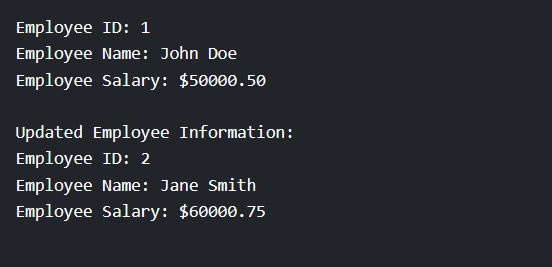 Employee ID: 1
Employee Name: John Doe
Employee Salary: $50000.50
Updated Employee Information:
Employee ID: 2
Employee Name: Jane Smith
Employee Salary: $60000.75